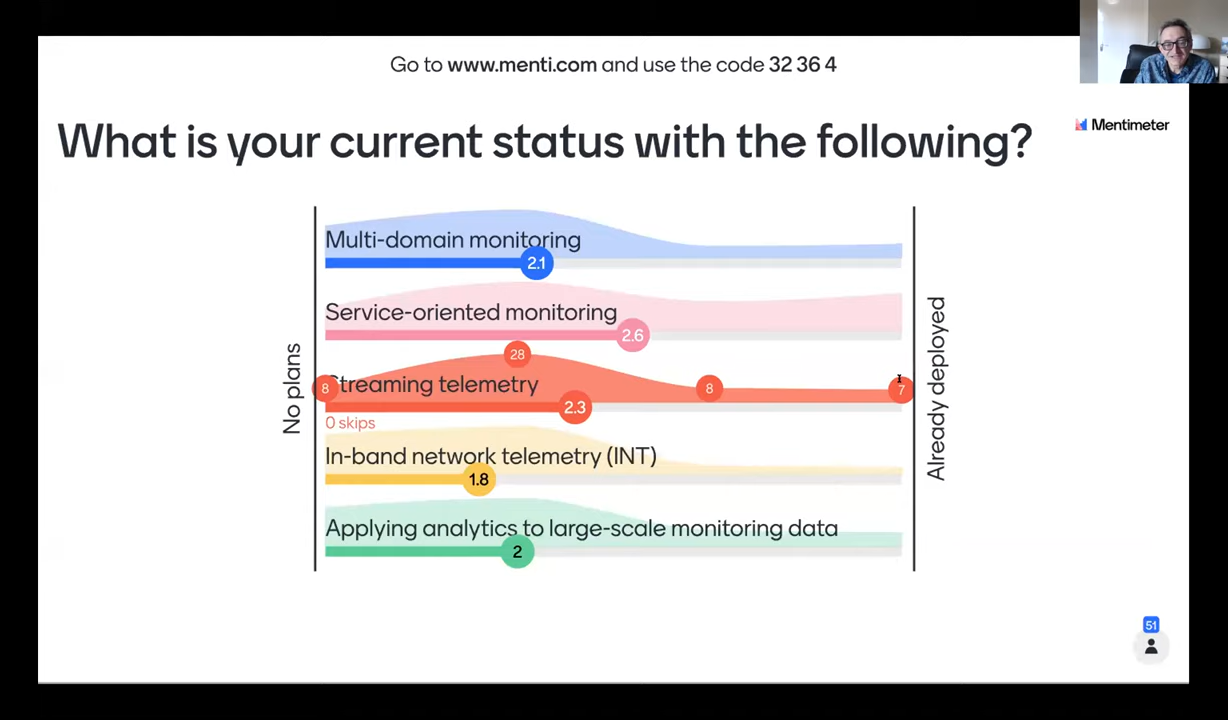 Go to www.menti.com and use the code 32 36 4
Mentimeter
What is your current status with the following?
Multi-domain monitoring
2.1
Service-oriented monitoring
2.6
28
8
Streaming telemetry
8
7
2.3
0 skips
In-band network telemetry (INT)
1.8
Applying analytics to large-scale monitoring data
2
No plans
Already deployed
51